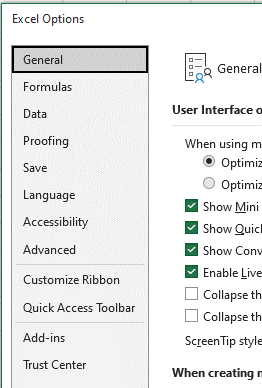 Excel Options
General
Formulas
Data
Proofing
Save
Language
Accessibility
Advanced
Customize Ribbon
Quick Access Toolbar
Add-ins
Trust Center
General
User Interface o
When using m
Optimiz
Optimiz
Show Mini
Show Quick
Show Conv
Enable Live
Collapse th
Collapse th
ScreenTip style
When creating n